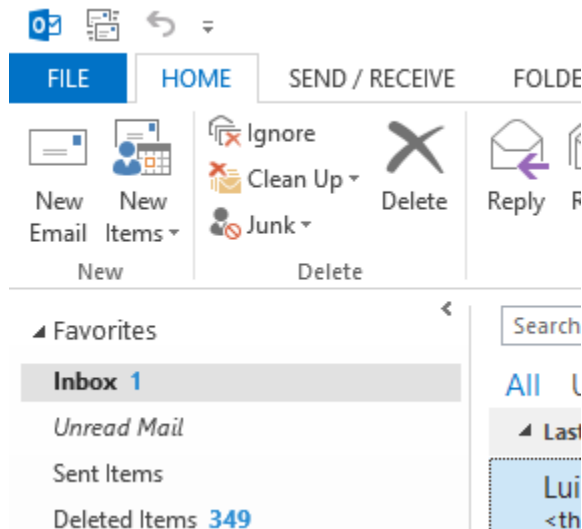 FILE HOME SEND / RECEIVE
New Email
New Items
Ignore
Clean Up
Junk
Delete
Reply
New
Delete
Favorites
Search
Inbox 1
All
Unread Mail
Sent Items
Deleted Items 349